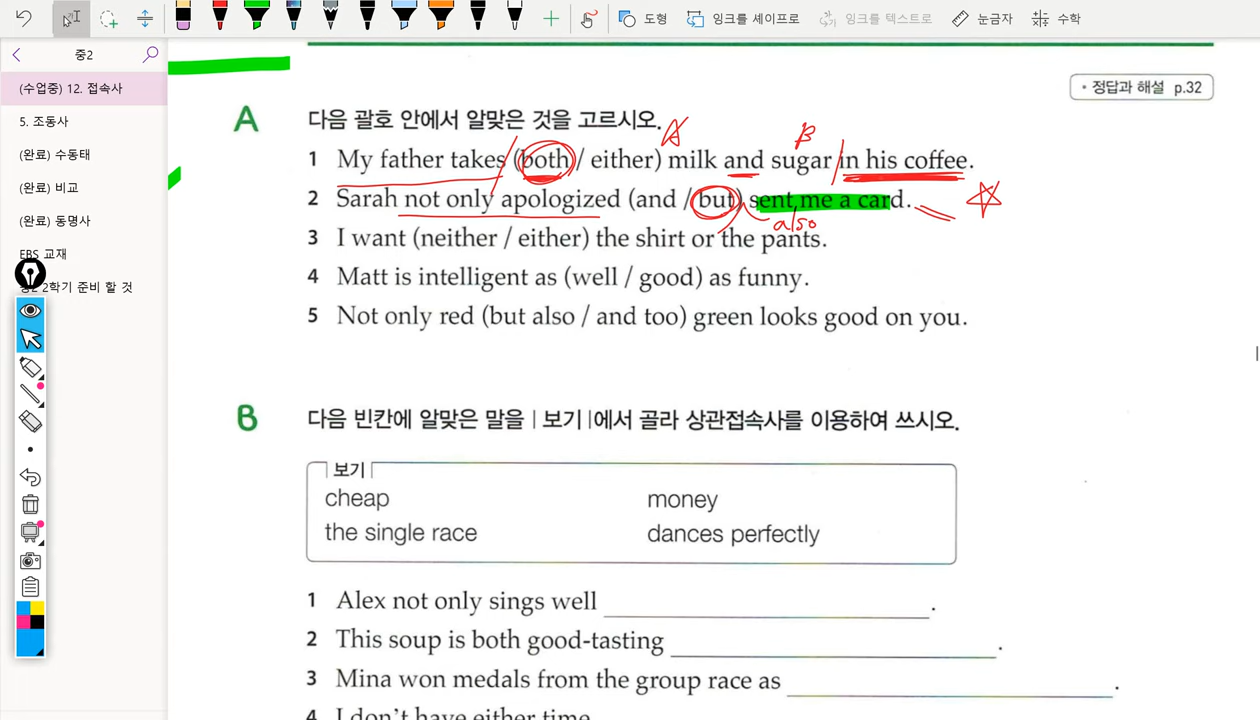 도형 잉크를 셰이프로 잉크를 텍스트로 눈금자 수학
중2
(수업중) 12. 접속사
5. 조동사
(완료) 수동태
(완료) 비교
(완료) 동명사
EBS 교재
2학기 준비 할 것
• 정답과 해설 p.32
A 다음 괄호 안에서 알맞은 것을 고르시오.
A B
1 My father takes (both / either) milk and sugar in his coffee.
2 Sarah not only apologized (and / but) sent me a card.
also
3 I want (neither / either) the shirt or the pants.
4 Matt is intelligent as (well / good) as funny.
5 Not only red (but also / and too) green looks good on you.
B 다음 빈칸에 알맞은 말을 | 보기 |에서 골라 상관접속사를 이용하여 쓰시오.
보기
cheap money
the single race dances perfectly
1 Alex not only sings well ____________.
2 This soup is both good-tasting ____________.
3 Mina won medals from the group race as ____________.
4 I don't have either time